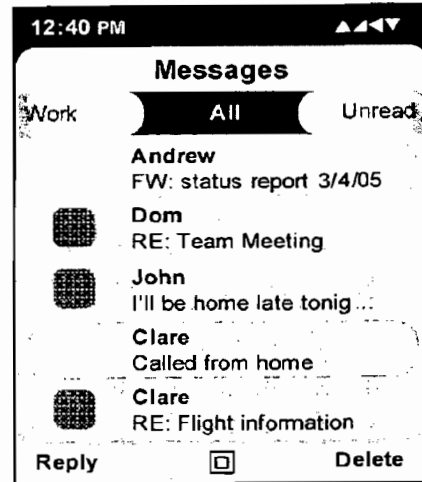 12:40 PM
Messages
Work All Unread
Andrew
FW: status report 3/4/05
Dom
RE: Team Meeting
John
I'll be home late tonig...
Clare
Called from home
Clare
RE: Flight information
Reply Delete